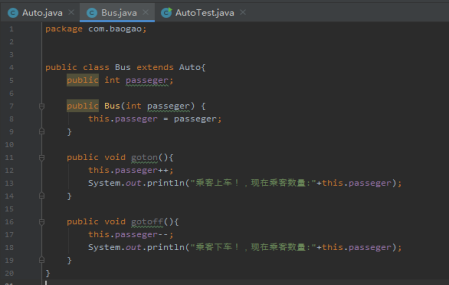 Auto.java Bus.java AutoTest.java
1 package com.baogao;
2
3
4 public class Bus extends Auto{
5 public int passeger;
6
7 public Bus(int passeger) {
8 this.passeger = passeger;
9 }
10
11 public void goton(){
12 this.passeger++;
13 System.out.println("乘客上车！，现在乘客数量:"+this.passeger);
14 }
15
16 public void gotoff(){
17 this.passeger--;
18 System.out.println("乘客下车！，现在乘客数量:"+this.passeger);
19 }
20 }
21